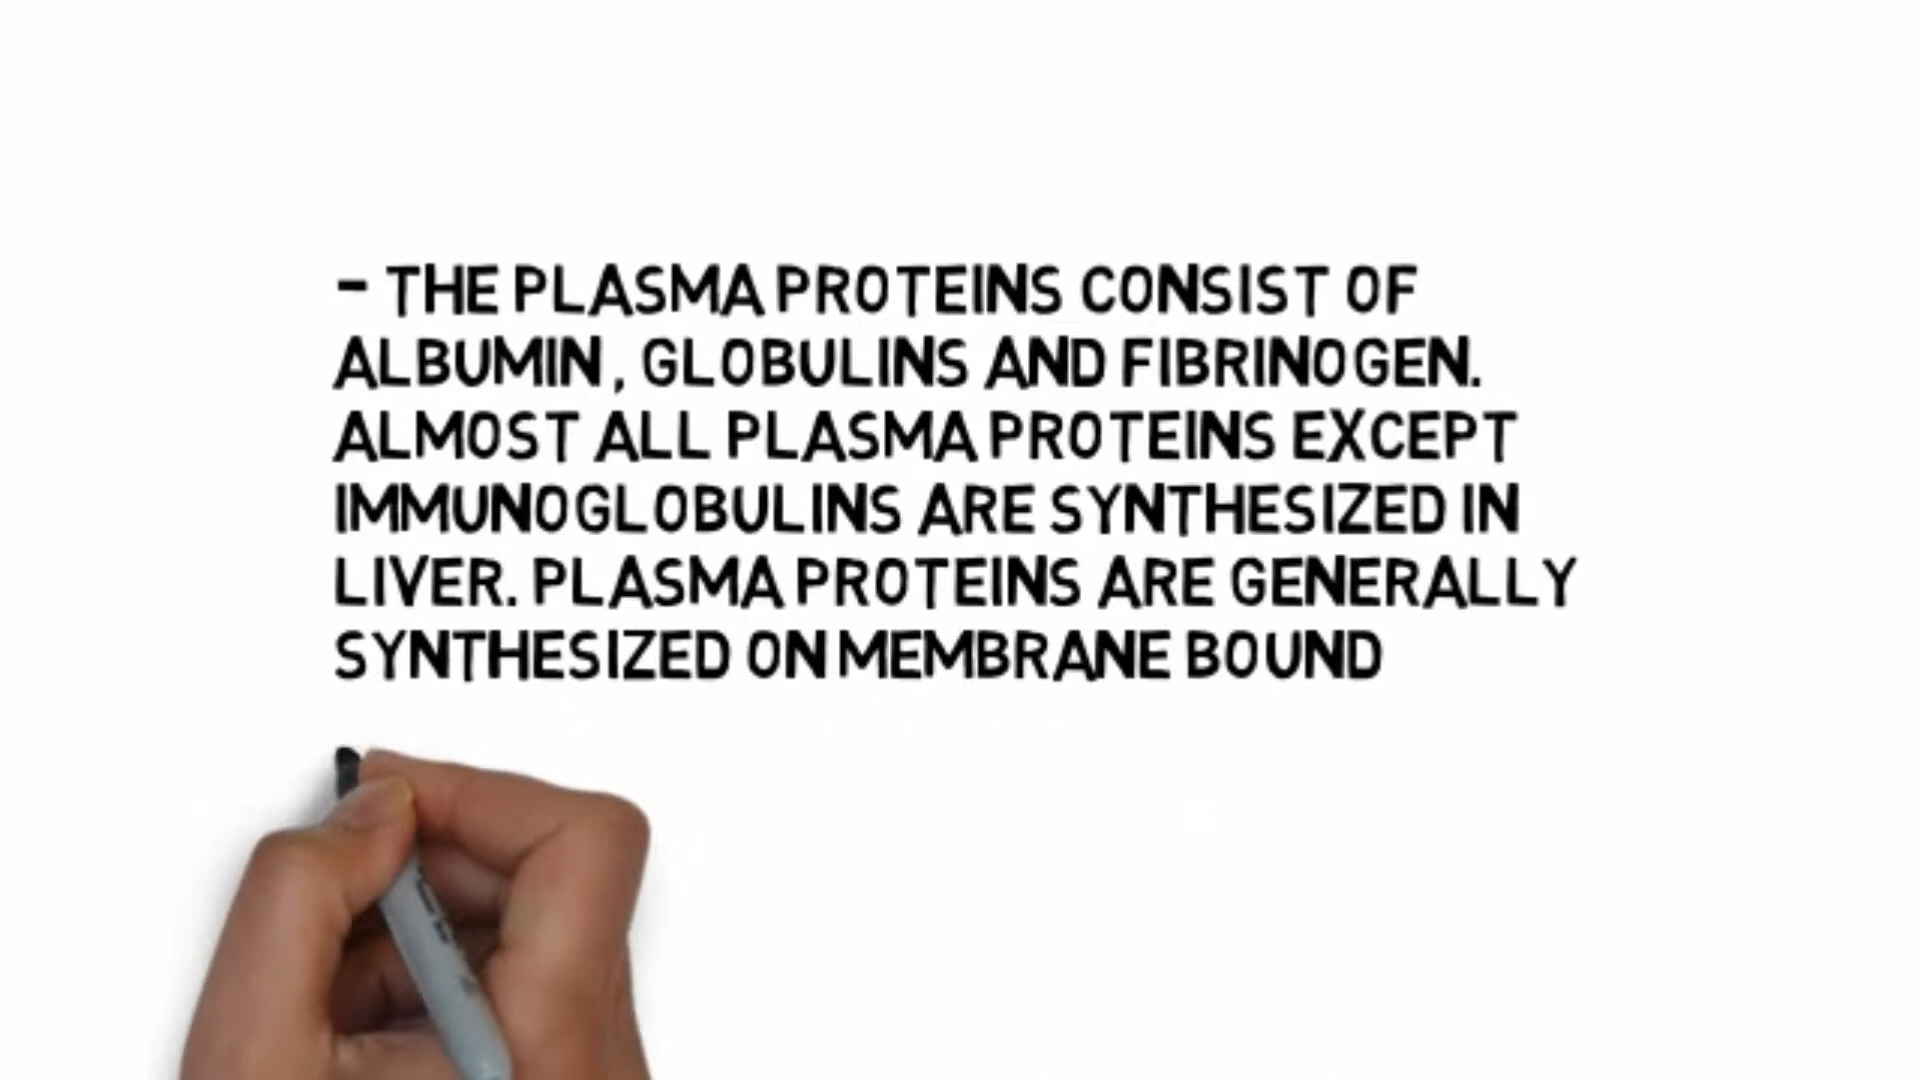 - THE PLASMA PROTEINS CONSIST OF
ALBUMIN, GLOBULINS AND FIBRINOGEN.
ALMOST ALL PLASMA PROTEINS EXCEPT
IMMUNOGLOBULINS ARE SYNTHESIZED IN
LIVER. PLASMA PROTEINS ARE GENERALLY
SYNTHESIZED ON MEMBRANE BOUND